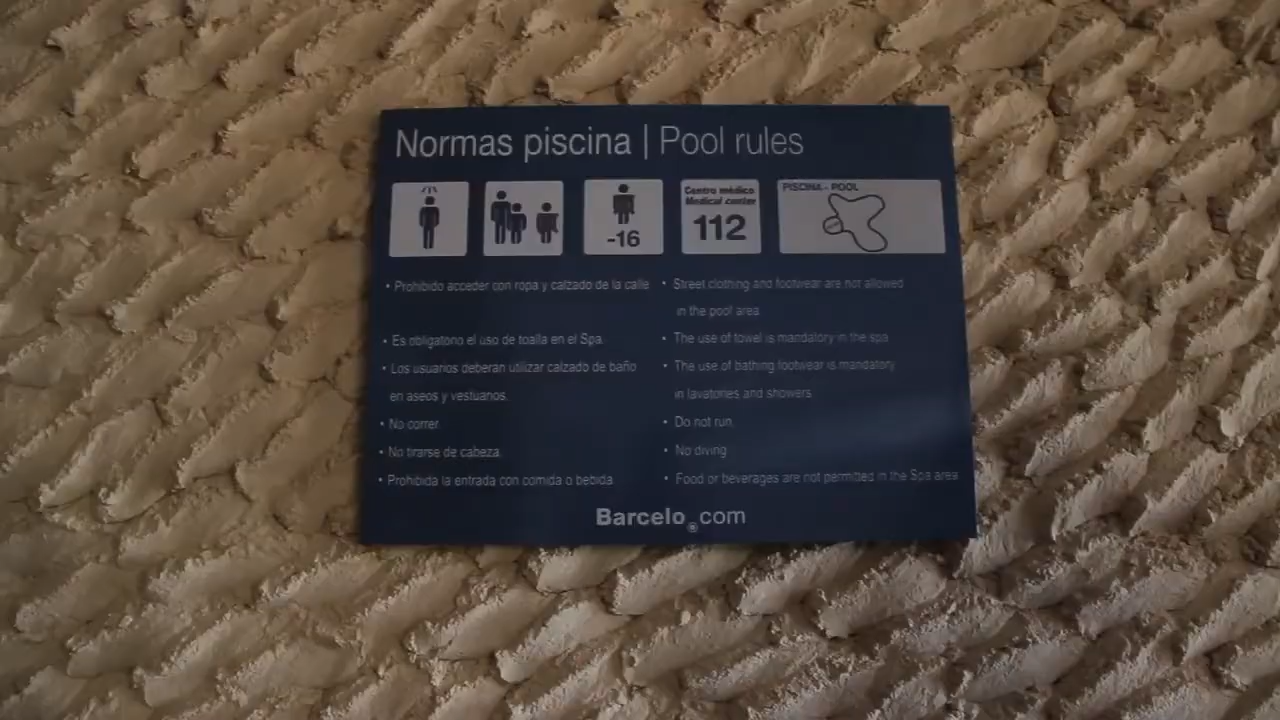 Normas piscina | Pool rules
-16
Centro médico
Medical center
112
PISCINA - POOL
• Prohibido acceder con ropa y calzado de la calle
• Es obligatorio el uso de toalla en el Spa.
• Los usuarios deberan utilizar calzado de baño
en aseos y vestuarios.
• No correr.
• No tirarse de cabeza.
• Prohibida la entrada con comida o bebida
• Street clothing and footwear are not allowed
in the pool area.
• The use of towel is mandatory in the spa
• The use of bathing footwear is mandatory
in lavatories and showers.
• Do not run.
• No diving
• Food or beverages are not permitted in the Spa area
Barcelo.com